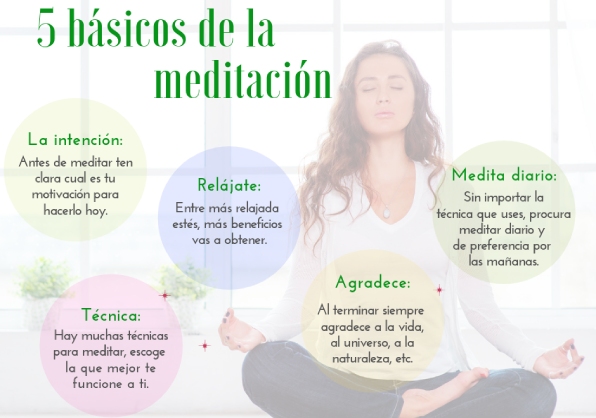 5 básicos de la
meditación
La intención:
Antes de meditar ten
clara cual es tu
motivación para
hacerlo hoy.
Relájate:
Entre más relajada
estés, más beneficios
vas a obtener.
Medita diario:
Sin importar la
técnica que uses, procura
meditar diario y
de preferencia por
las mañanas.
Técnica:
Hay muchas técnicas
para meditar, escoge
la que mejor te
funcione a ti.
Agradece:
Al terminar siempre
agradece a la vida,
al universo, a la
naturaleza, etc.